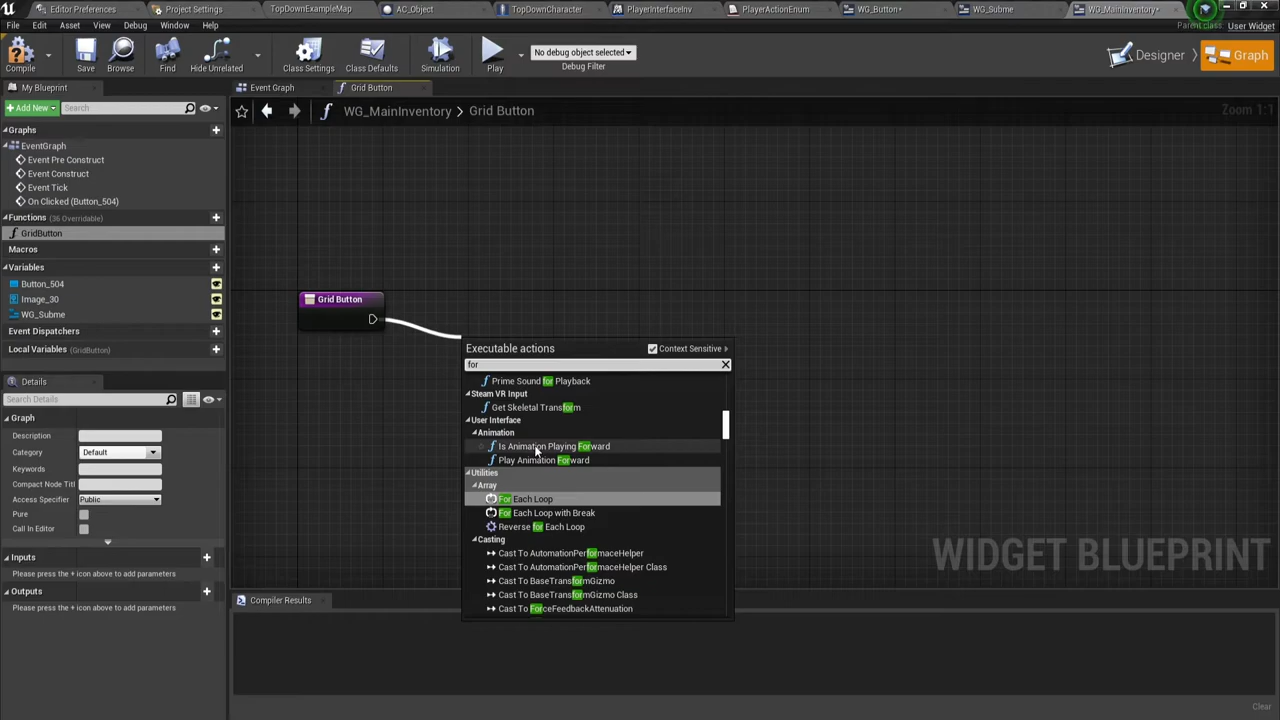 Editor Preferences Project Settings TopDownExampleMap AC_Object TopDownCharacter PlayerInterfaceInv PlayerActionEnum WG_Button* WG_Subme WG_MainInventory*
File Edit Asset View Debug Window Help Parent class: User Widget
Compile Save Browse Find Hide Unrelated Class Settings Class Defaults Simulation Play No debug object selected Debug Filter Designer Graph
My Blueprint Event Graph Grid Button
+Add New Search WG_MainInventory > Grid Button Zoom 1:1
Graphs
EventGraph
Event Pre Construct
Event Construct
Event Tick
On Clicked (Button_504)
Functions (36 Overridable)
GridButton
Macros
Variables
Button_504
Image_30
WG_Subme
Event Dispatchers
Local Variables (GridButton)
Details
Search Details
Graph
Description
Category Default
Keywords
Compact Node Titl
Access Specifier Public
Pure
Call In Editor
Inputs
Please press the + icon above to add parameters
Outputs
Please press the + icon above to add parameters
Grid Button
Executable actions Context Sensitive
for
Prime Sound for Playback
Steam VR Input
Get Skeletal Transform
User Interface
Animation
Is Animation Playing Forward
Play Animation Forward
Utilities
Array
For Each Loop
For Each Loop with Break
Reverse for Each Loop
Casting
Cast To AutomationPerformaceHelper
Cast To AutomationPerformaceHelper Class
Cast To BaseTransformGizmo
Cast To BaseTransformGizmo Class
Cast To ForceFeedbackAttenuation
WIDGET BLUEPRINT
Compiler Results
Clear